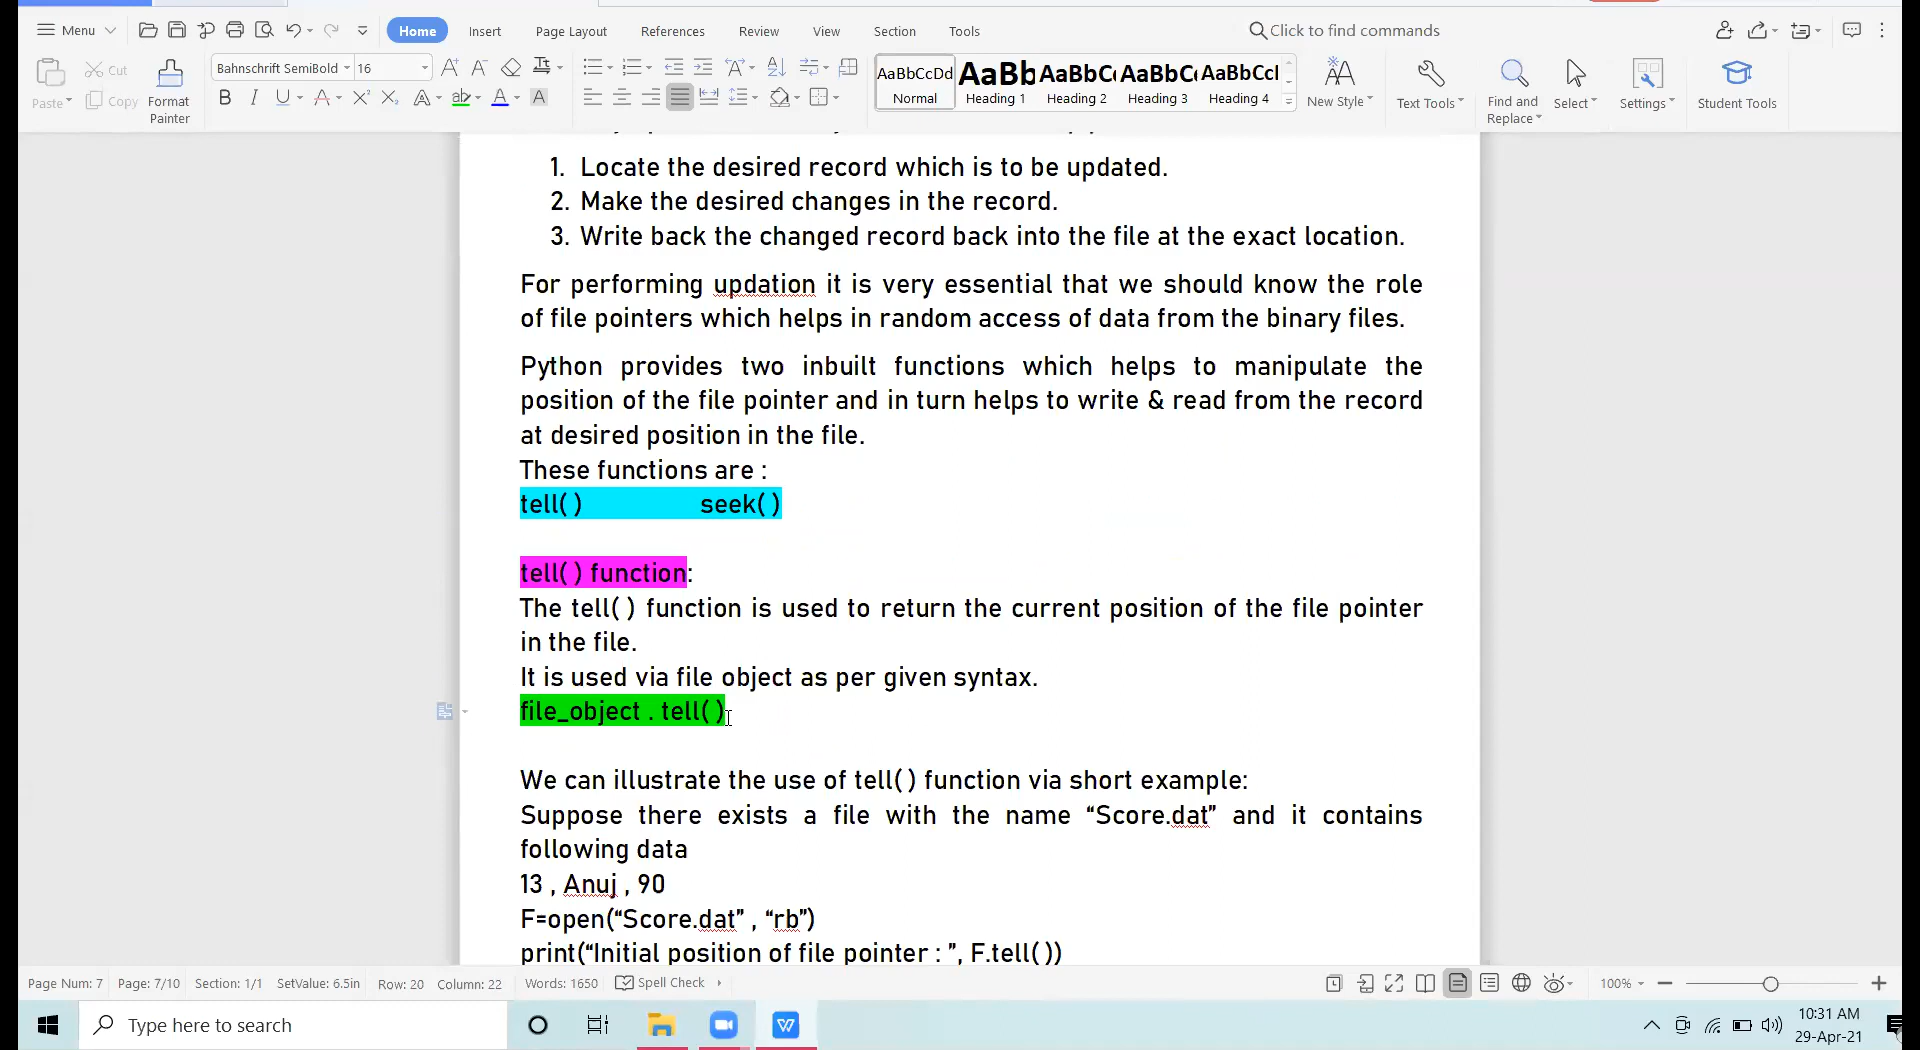 Menu
Home
Insert
Page Layout
References
Review
View
Section
Tools
Click to find commands
Paste
Cut
Copy
Format
Painter
Bahnschrift SemiBold
16
AaBbCcDd
Normal
Heading 1
Heading 2
Heading 3
Heading 4
New Style
Text Tools
Find and
Replace
Select
Settings
Student Tools
1. Locate the desired record which is to be updated.
2. Make the desired changes in the record.
3. Write back the changed record back into the file at the exact location.
For performing updation it is very essential that we should know the role
of file pointers which helps in random access of data from the binary files.
Python provides two inbuilt functions which helps to manipulate the
position of the file pointer and in turn helps to write & read from the record
at desired position in the file.
These functions are :
tell( ) seek( )
tell( ) function:
The tell( ) function is used to return the current position of the file pointer
in the file.
It is used via file object as per given syntax.
file_object . tell( )
We can illustrate the use of tell( ) function via short example:
Suppose there exists a file with the name “Score.dat” and it contains
following data
13 , Anuj , 90
F=open(“Score.dat” , “rb”)
print(“Initial position of file pointer : ”, F.tell( ))
Page Num: 7 Page: 7/10 Section: 1/1 SetValue: 6.5in Row: 20 Column: 22 Words: 1650 Spell Check 100%
Type here to search
10:31 AM
29-Apr-21